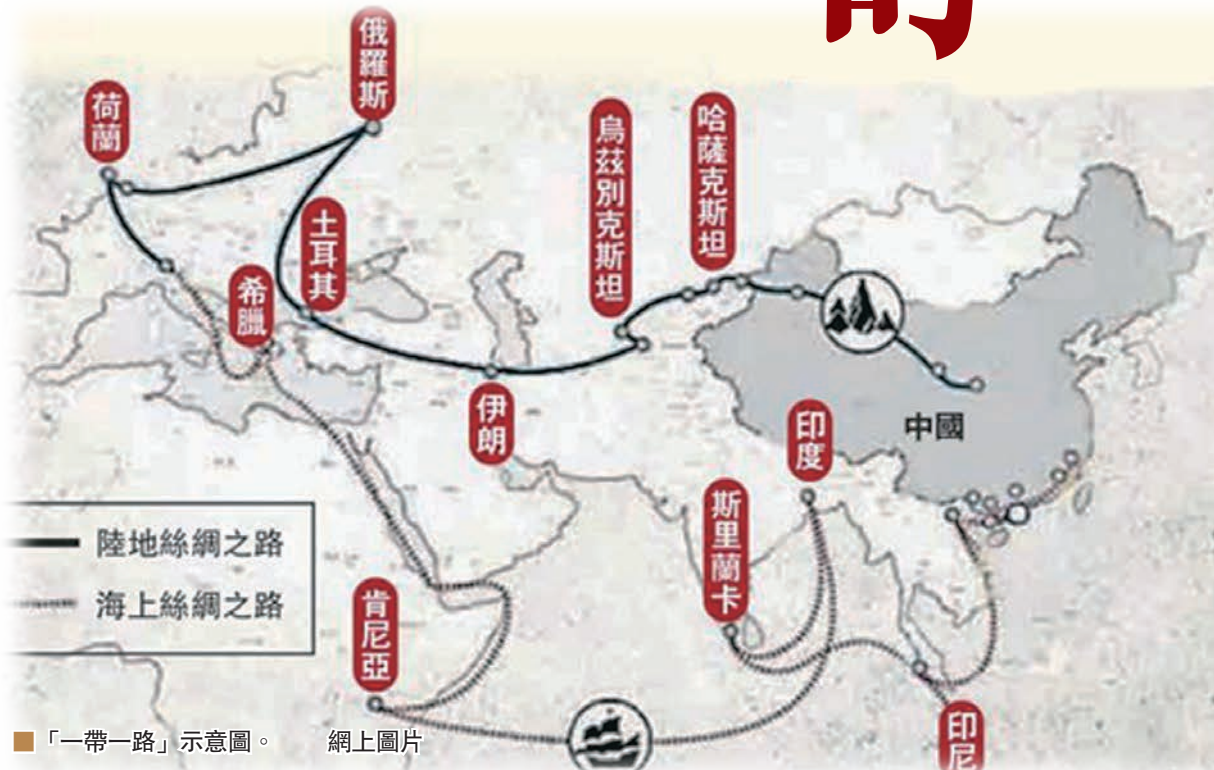 俄羅斯
荷蘭
烏茲別克斯坦
哈薩克斯坦
土耳其
希臘
伊朗
印度
中國
斯里蘭卡
陸地絲綢之路
海上絲綢之路
肯尼亞
印尼
「一帶一路」示意圖。 網上圖片